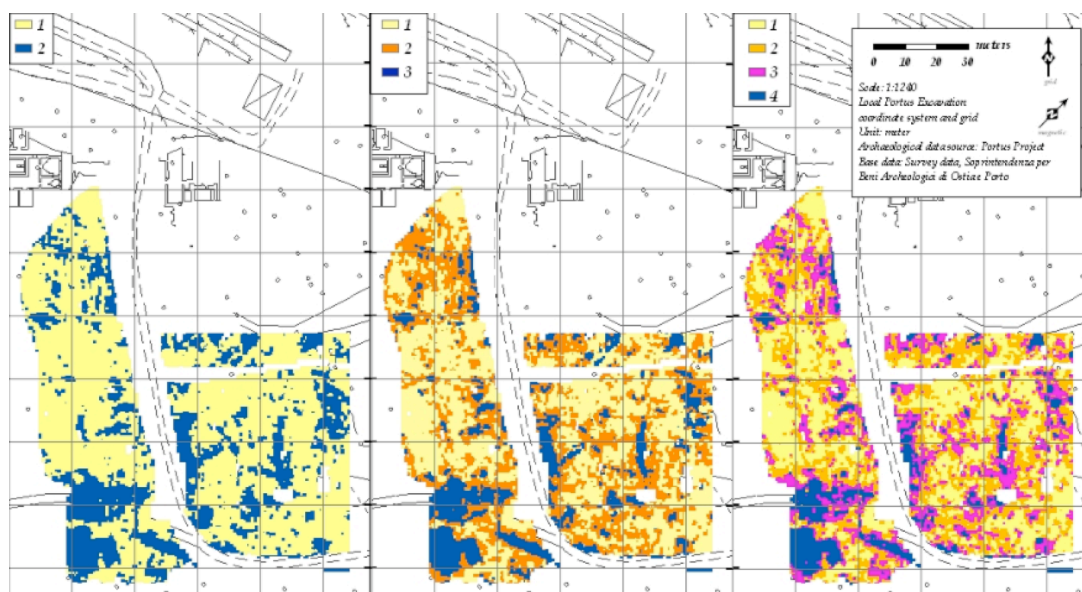 1
2
1
2
3
1
2
3
4
meters
0 10 20 30
grid
Scale: 1:1240
Local Portus Excavation
coordinate system and grid
Unit: meter
magnetic
Archaeological data source: Portus Project
Base data: Survey data, Soprintendenza per
Beni Archeologici di Ostia e Porto